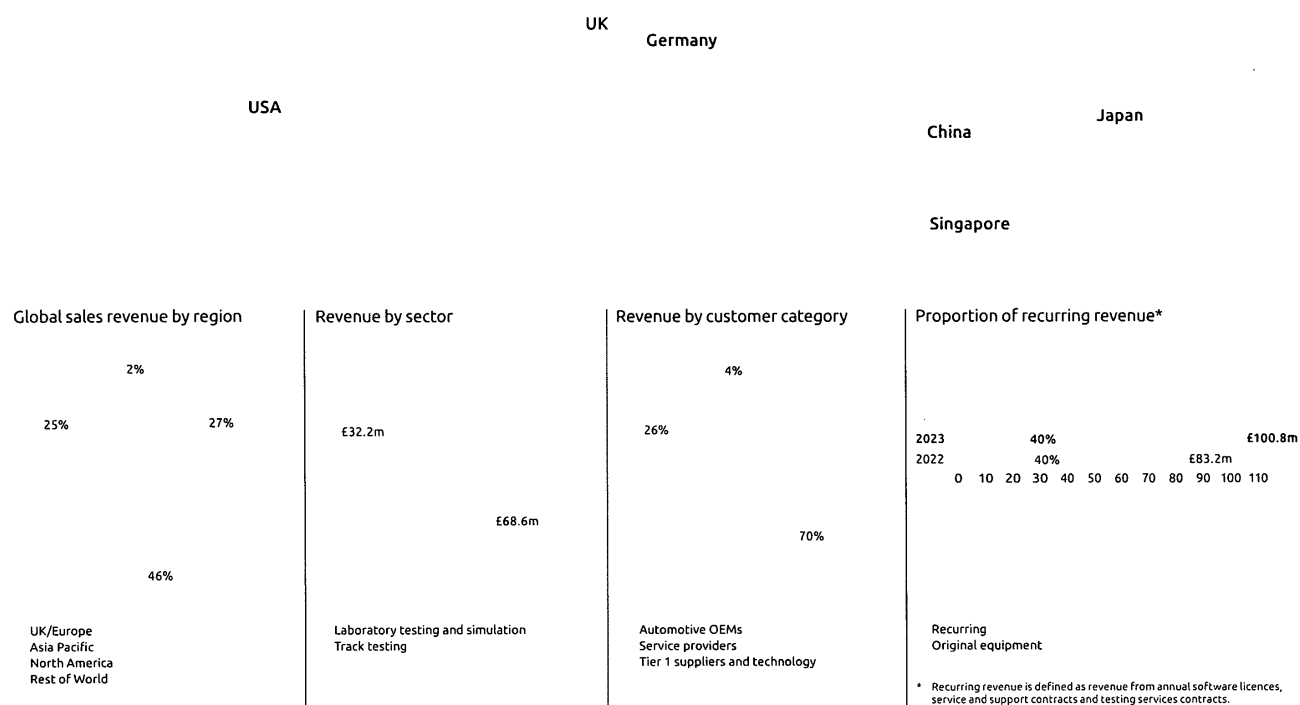 UK
Germany
USA
Japan
China
Singapore
Global sales revenue by region
2%
25%
27%
46%
UK/Europe
Asia Pacific
North America
Rest of World
Revenue by sector
£32.2m
£68.6m
Laboratory testing and simulation
Track testing
Revenue by customer category
4%
26%
70%
Automotive OEMs
Service providers
Tier 1 suppliers and technology
Proportion of recurring revenue*
2023 40% £100.8m
2022 40% £83.2m
0 10 20 30 40 50 60 70 80 90 100 110
Recurring
Original equipment
* Recurring revenue is defined as revenue from annual software licences,
service and support contracts and testing services contracts.